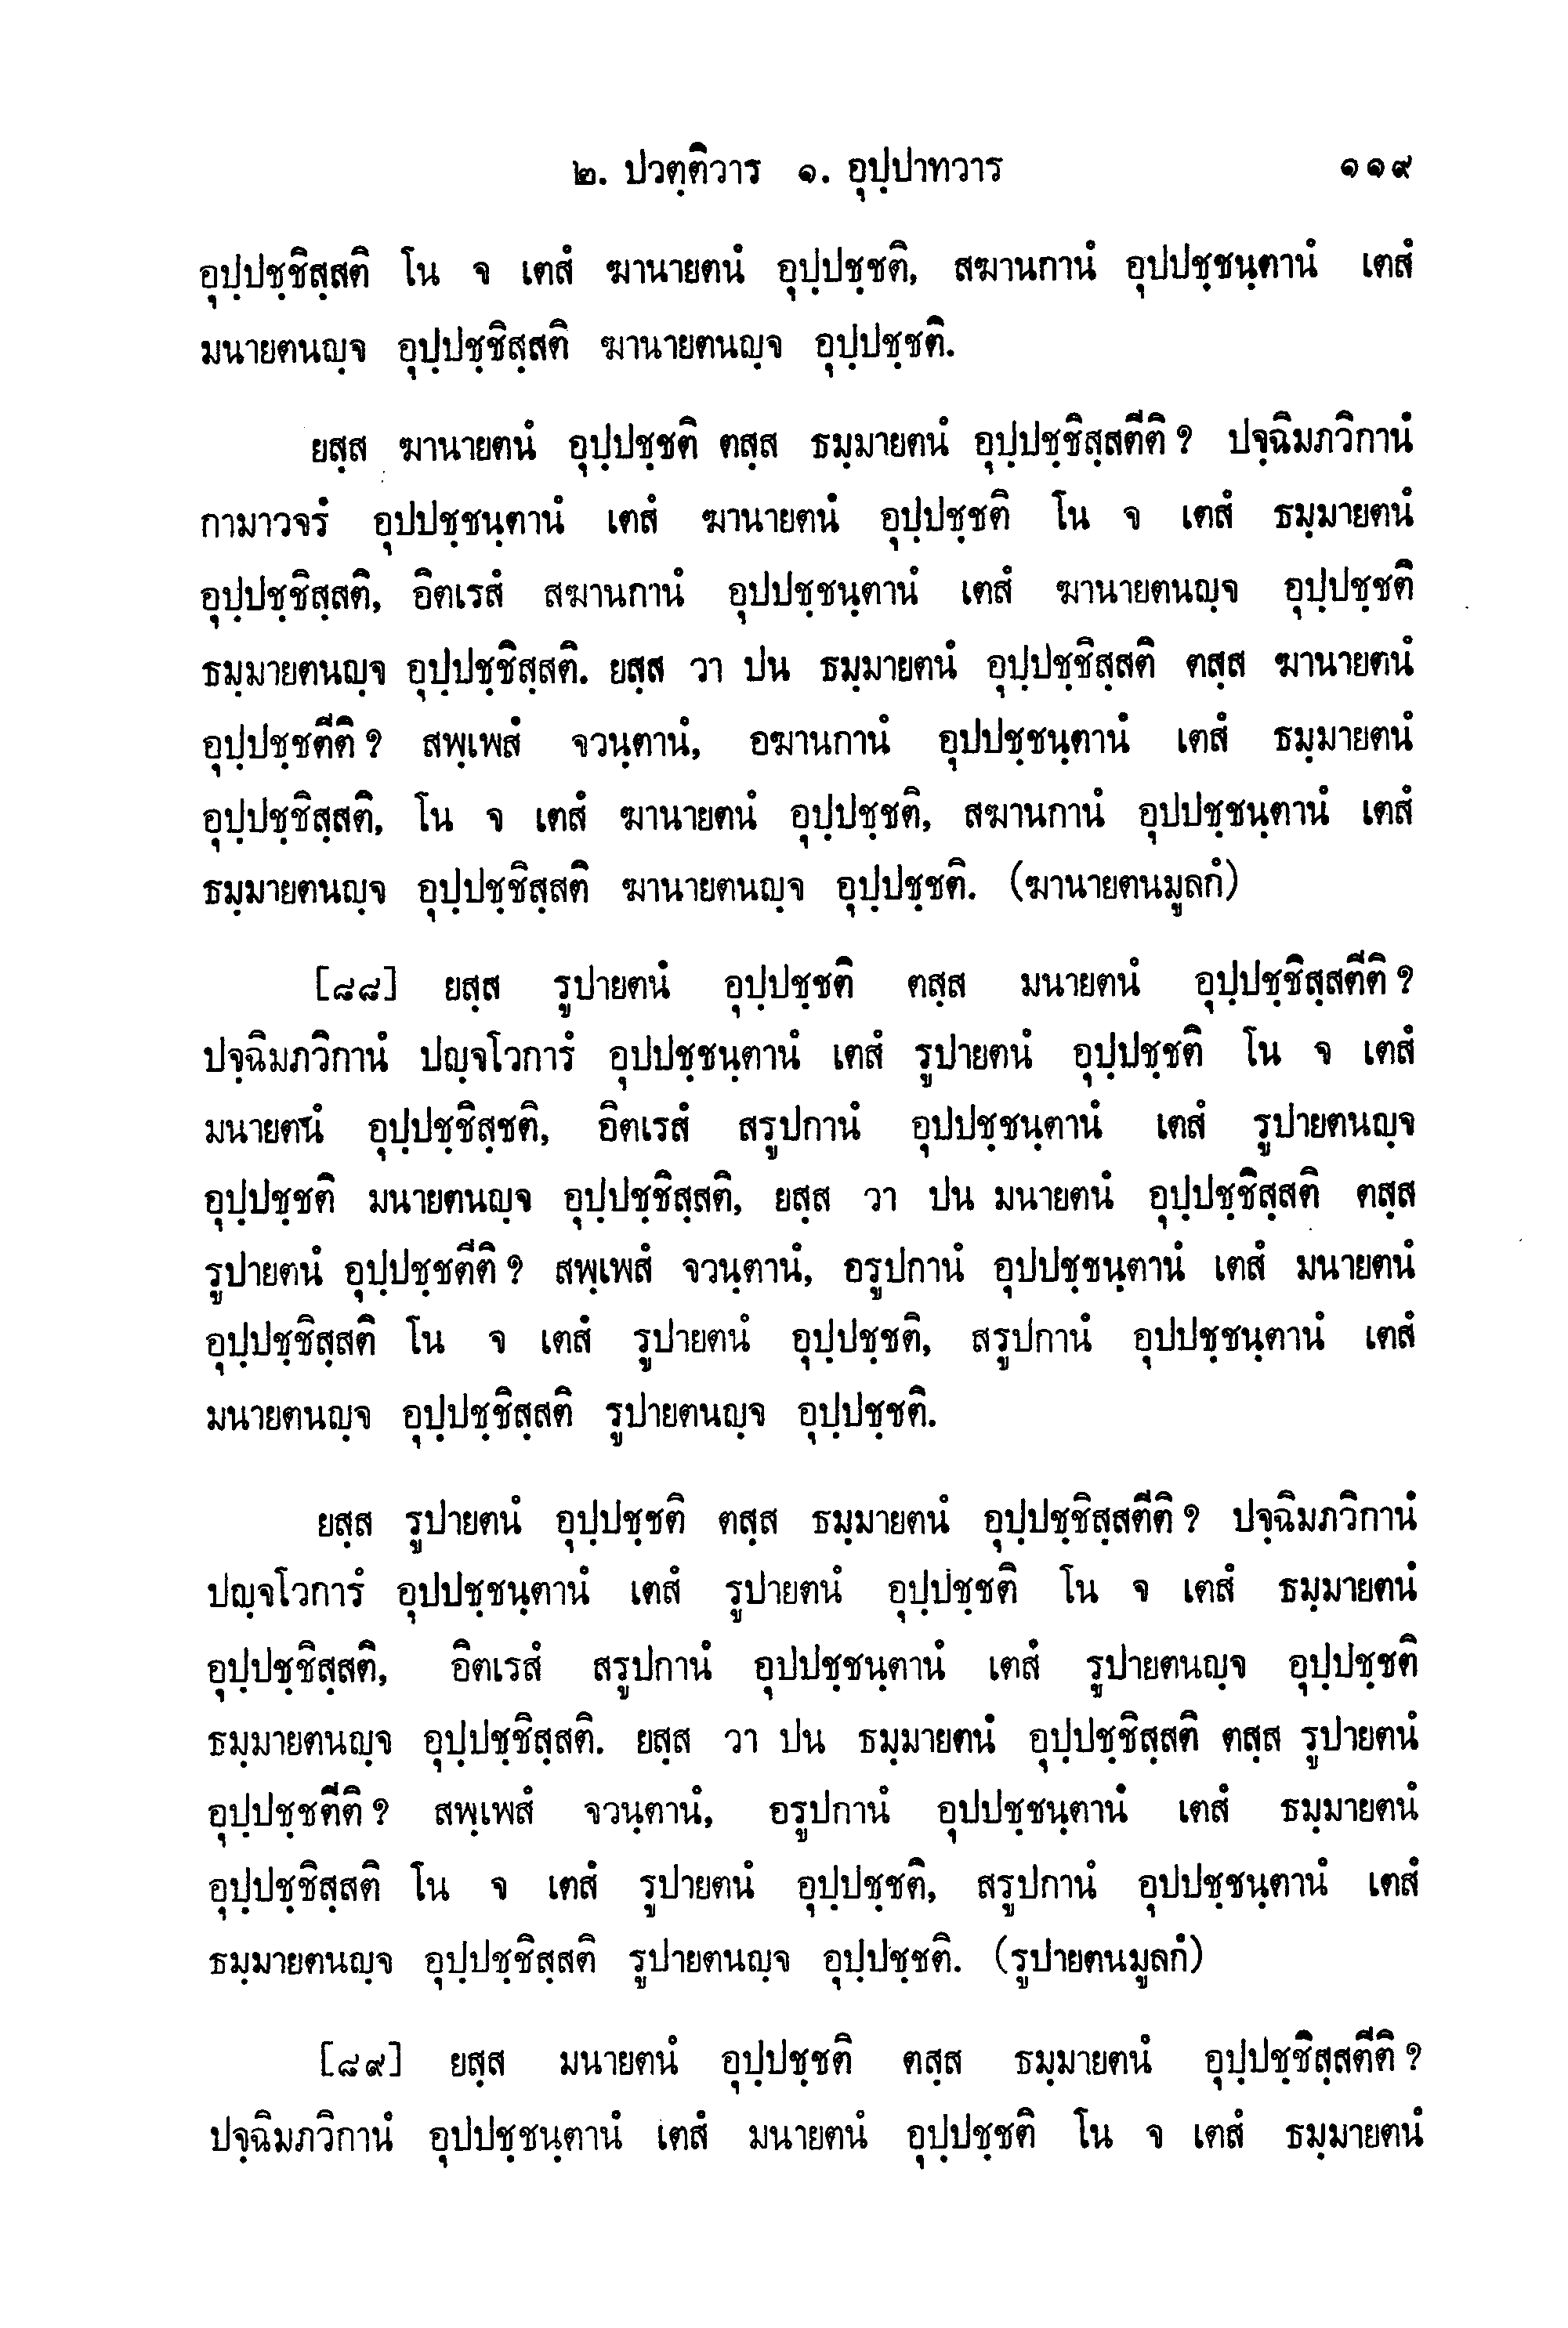 ๒. ปวตฺติวาร ๑. อุปฺปาทวาร ๑๑๙
อุปฺปชฺชิสฺสติ โน จ เตสํ ฆานายตนํ อุปฺปชฺชติ, สฆานกานํ อุปปชฺชนฺตานํ เตสํ
มนายตนญฺจ อุปฺปชฺชิสฺสติ ฆานายตนญฺจ อุปฺปชฺชติ.
ยสฺส ฆานายตนํ อุปฺปชฺชติ ตสฺส ธมฺมายตนํ อุปฺปชฺชิสฺสตีติ ? ปจฺฉิมภวิกานํ
กามาวจรํ อุปปชฺชนฺตานํ เตสํ ฆานายตนํ อุปฺปชฺชติ โน จ เตสํ ธมฺมายตนํ
อุปฺปชฺชิสฺสติ, อิตเรสํ สฆานกานํ อุปปชฺชนฺตานํ เตสํ ฆานายตนญฺจ อุปฺปชฺชติ
ธมฺมายตนญฺจ อุปฺปชฺชิสฺสติ. ยสฺส วา ปน ธมฺมายตนํ อุปฺปชฺชิสฺสติ ตสฺส ฆานายตนํ
อุปฺปชฺชตีติ ? สพฺเพสํ จวนฺตานํ, อฆานกานํ อุปปชฺชนฺตานํ เตสํ ธมฺมายตนํ
อุปฺปชฺชิสฺสติ, โน จ เตสํ ฆานายตนํ อุปฺปชฺชติ, สฆานกานํ อุปปชฺชนฺตานํ เตสํ
ธมฺมายตนญฺจ อุปฺปชฺชิสฺสติ ฆานายตนญฺจ อุปฺปชฺชติ. (ฆานายตนมูลกํ)
[๘๘] ยสฺส รูปายตนํ อุปฺปชฺชติ ตสฺส มนายตนํ อุปฺปชฺชิสฺสตีติ ?
ปจฺฉิมภวิกานํ ปญฺจโวการํ อุปปชฺชนฺตานํ เตสํ รูปายตนํ อุปฺปชฺชติ โน จ เตสํ
มนายตนํ อุปฺปชฺชิสฺชติ, อิตเรสํ สรูปกานํ อุปปชฺชนฺตานํ เตสํ รูปายตนญฺจ
อุปฺปชฺชติ มนายตนญฺจ อุปฺปชฺชิสฺสติ, ยสฺส วา ปน มนายตนํ อุปฺปชฺชิสฺสติ ตสฺส
รูปายตนํ อุปฺปชฺชตีติ ? สพฺเพสํ จวนฺตานํ, อรูปกานํ อุปปชฺชนฺตานํ เตสํ มนายตนํ
อุปฺปชฺชิสฺสติ โน จ เตสํ รูปายตนํ อุปฺปชฺชติ, สรูปกานํ อุปปชฺชนฺตานํ เตสํ
มนายตนญฺจ อุปฺปชฺชิสฺสติ รูปายตนญฺจ อุปฺปชฺชติ.
ยสฺส รูปายตนํ อุปฺปชฺชติ ตสฺส ธมฺมายตนํ อุปฺปชฺชิสฺสตีติ ? ปจฺฉิมภวิกานํ
ปญฺจโวการํ อุปปชฺชนฺตานํ เตสํ รูปายตนํ อุปฺปชฺชติ โน จ เตสํ ธมฺมายตนํ
อุปฺปชฺชิสฺสติ, อิตเรสํ สรูปกานํ อุปปชฺชนฺตานํ เตสํ รูปายตนญฺจ อุปฺปชฺชติ
ธมฺมายตนญฺจ อุปฺปชฺชิสฺสติ. ยสฺส วา ปน ธมฺมายตนํ อุปฺปชฺชิสฺสติ ตสฺส รูปายตนํ
อุปฺปชฺชตีติ ? สพฺเพสํ จวนฺตานํ, อรูปกานํ อุปปชฺชนฺตานํ เตสํ ธมฺมายตนํ
อุปฺปชฺชิสฺสติ โน จ เตสํ รูปายตนํ อุปฺปชฺชติ, สรูปกานํ อุปปชฺชนฺตานํ เตสํ
ธมฺมายตนญฺจ อุปฺปชฺชิสฺสติ รูปายตนญฺจ อุปฺปชฺชติ. (รูปายตนมูลกํ)
[๘๙] ยสฺส มนายตนํ อุปฺปชฺชติ ตสฺส ธมฺมายตนํ อุปฺปชฺชิสฺสตีติ ?
ปจฺฉิมภวิกานํ อุปปชฺชนฺตานํ เตสํ มนายตนํ อุปฺปชฺชติ โน จ เตสํ ธมฺมายตนํ